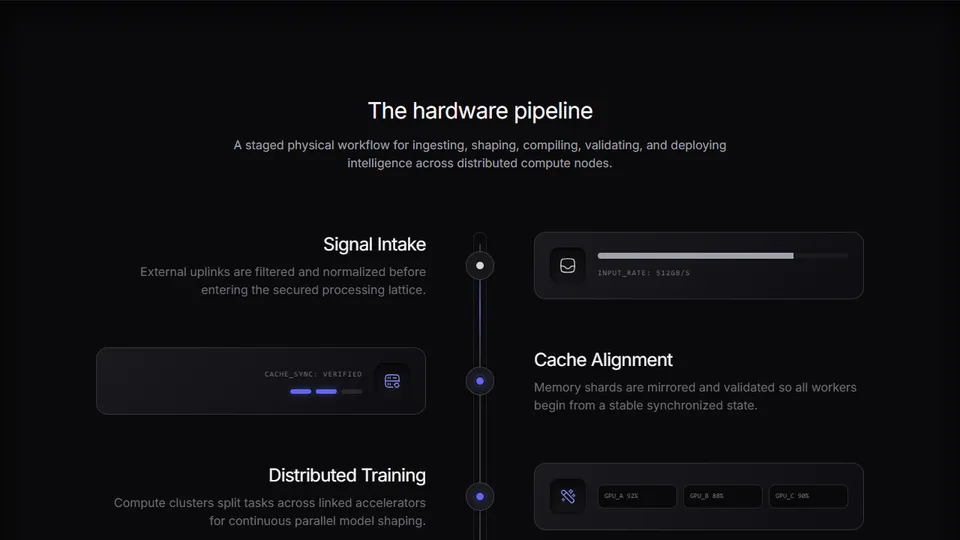 The hardware pipeline
A staged physical workflow for ingesting, shaping, compiling, validating, and deploying
intelligence across distributed compute nodes.
Signal Intake
External uplinks are filtered and normalized before
entering the secured processing lattice.
INPUT_RATE: 512GB/S
CACHE_SYNC: VERIFIED
Cache Alignment
Memory shards are mirrored and validated so all workers
begin from a stable synchronized state.
Distributed Training
Compute clusters split tasks across linked accelerators
for continuous parallel model shaping.
GPU_A 92%
GPU_B 88%
GPU_C 90%